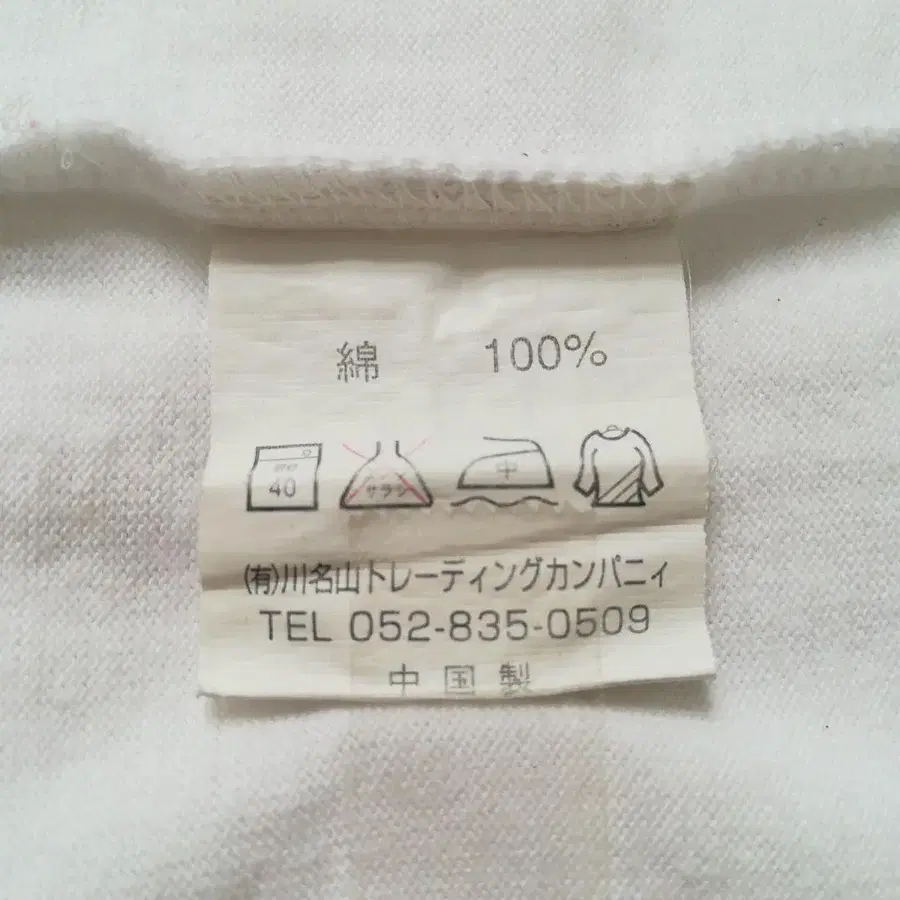 綿 100%
40 サラシ 中
(有)川名山トレーディングカンパニィ
TEL 052-835-0509
中国製